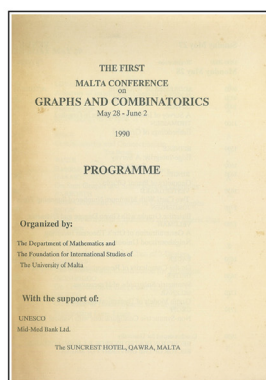 THE FIRST
MALTA CONFERENCE
on
GRAPHS AND COMBINATORICS
May 28 - June 2
1990
PROGRAMME
Organized by:
The Department of Mathematics and
The Foundation for International Studies of
The University of Malta
With the support of:
UNESCO
Mid-Med Bank Ltd.
The SUNCREST HOTEL, QAWRA, MALTA